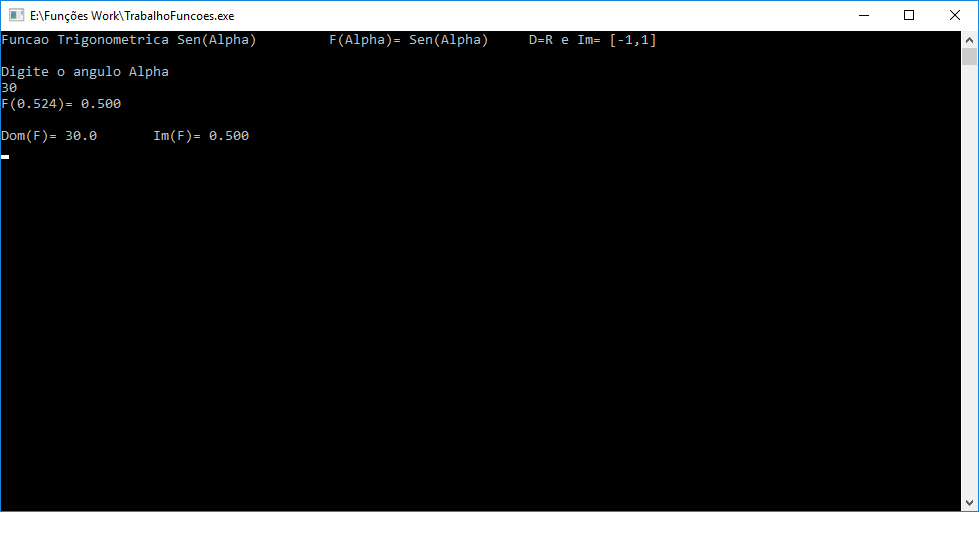 E:\Funções Work\TrabalhoFuncoes.exe
Funcao Trigonometrica Sen(Alpha)         F(Alpha)= Sen(Alpha)     D=R e Im= [-1,1]
Digite o angulo Alpha
30
F(0.524)= 0.500
Dom(F)= 30.0       Im(F)= 0.500